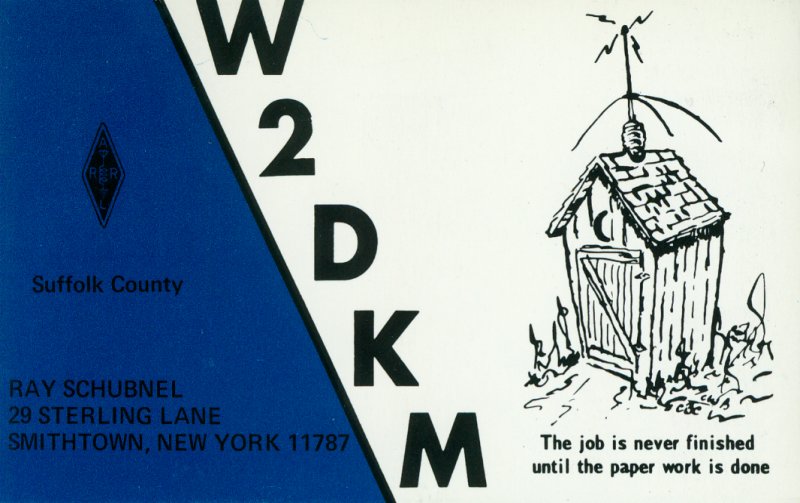 W2DKM
ARRL
Suffolk County
RAY SCHUBNEL
29 STERLING LANE
SMITHTOWN, NEW YORK 11787
The job is never finished
until the paper work is done